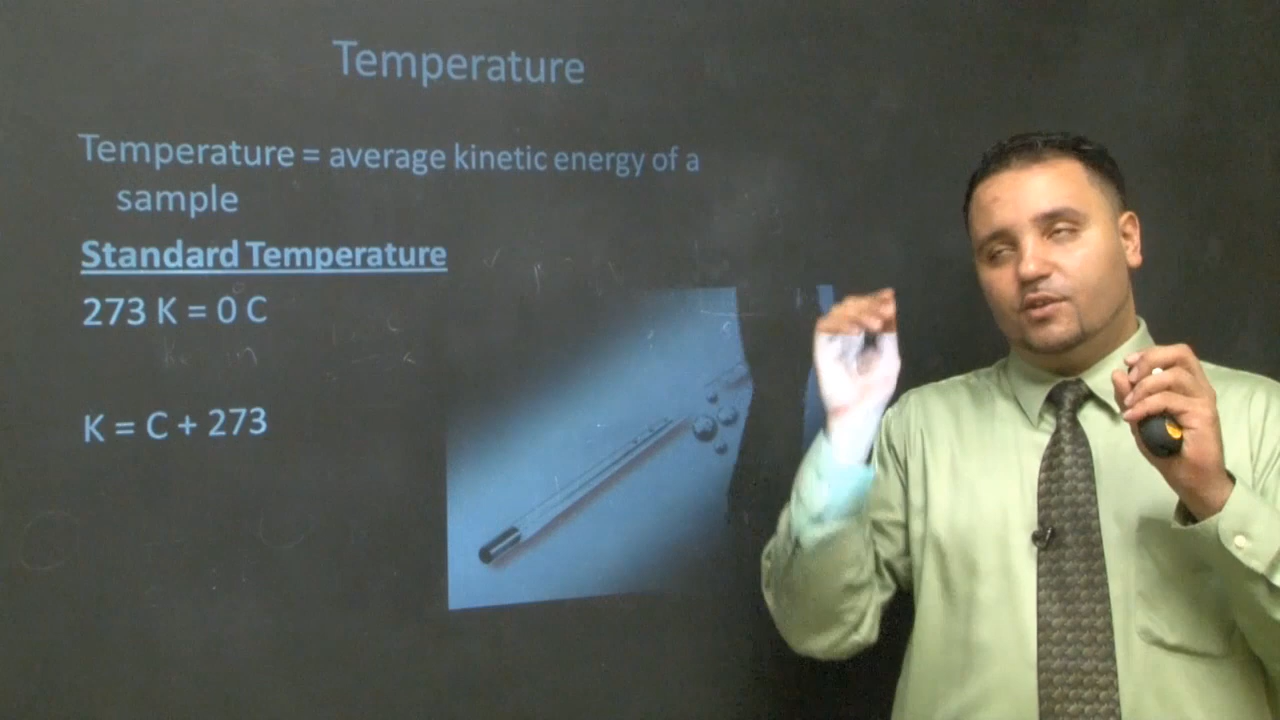 Temperature
Temperature = average kinetic energy of a
sample
Standard Temperature
273 K = 0 C
K = C + 273